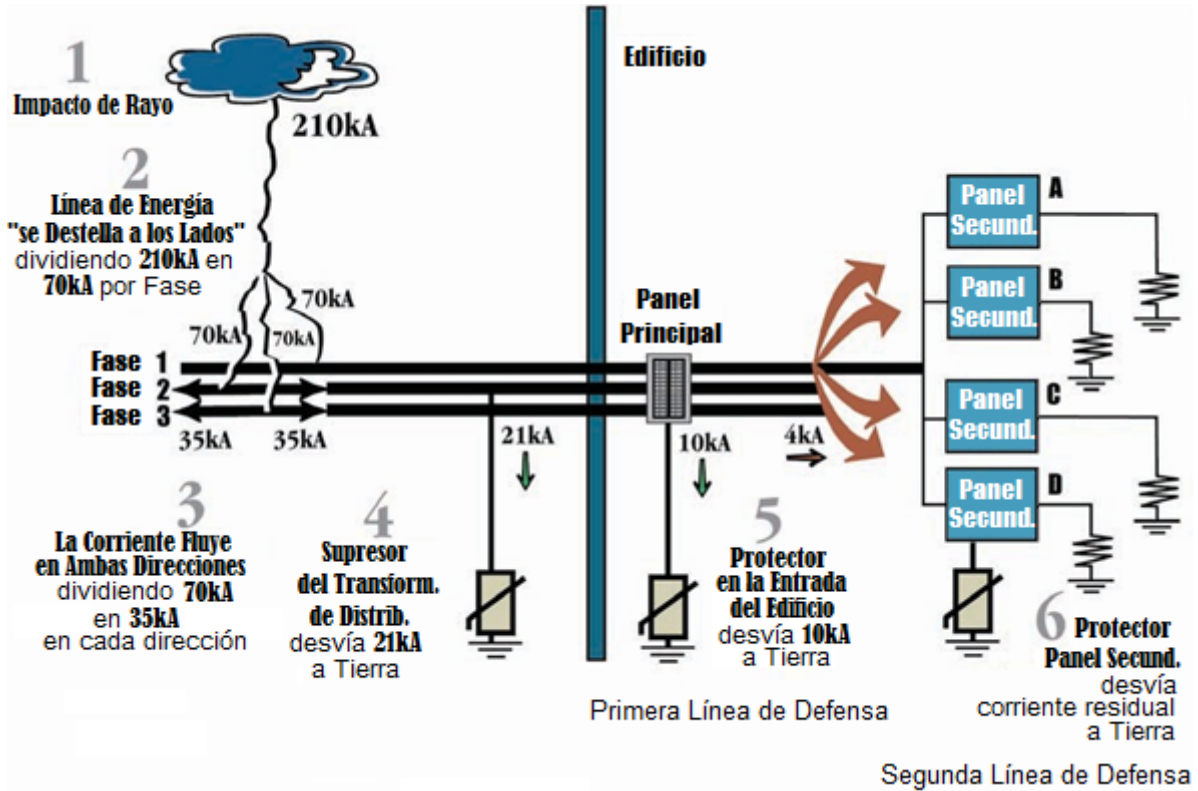 1
Impacto de Rayo
210kA
2
Línea de Energía
"se Destella a los Lados"
dividiendo 210kA en
70kA por Fase
70kA
70kA
70kA
Fase 1
Fase 2
Fase 3
35kA
35kA
3
La Corriente Fluye
en Ambas Direcciones
dividiendo 70kA
en 35kA
en cada dirección
4
Supresor
del Transform.
de Distrib.
desvía 21kA
a Tierra
21kA
Edificio
Panel
Principal
10kA
4kA
5
Protector
en la Entrada
del Edificio
desvía 10kA
a Tierra
Primera Línea de Defensa
Panel
Secund.
A
Panel
Secund.
B
Panel
Secund.
C
Panel
Secund.
D
6
Protector
Panel Secund.
desvía
corriente residual
a Tierra
Segunda Línea de Defensa